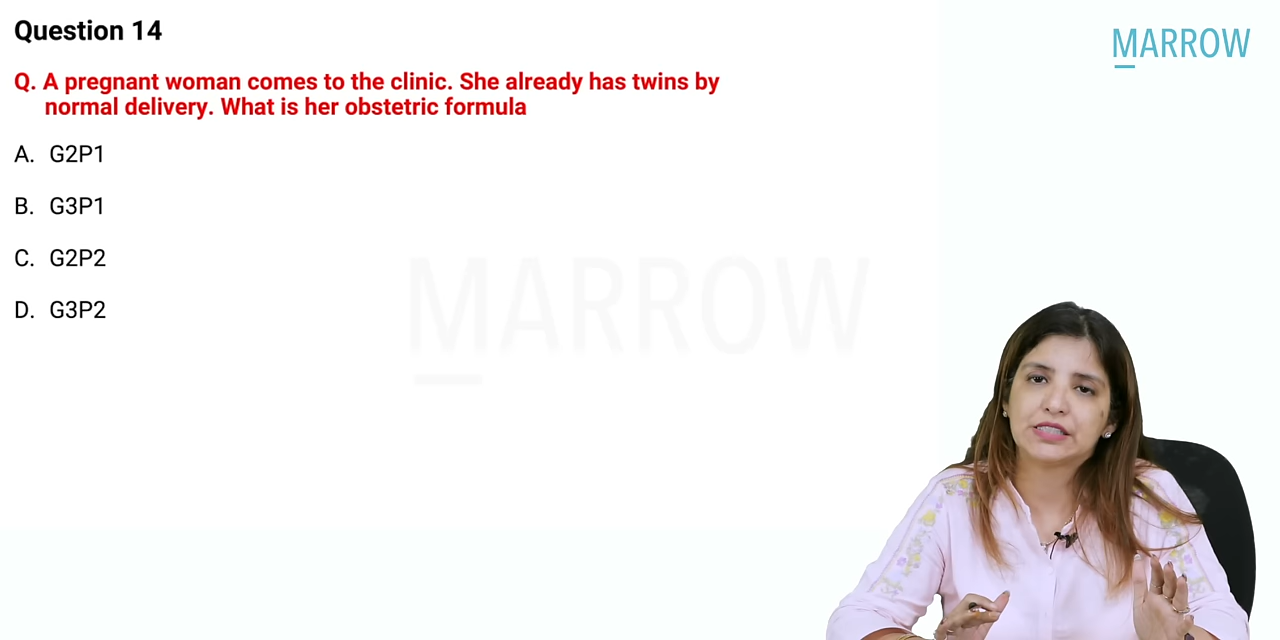 Question 14
MARROW
Q. A pregnant woman comes to the clinic. She already has twins by
normal delivery. What is her obstetric formula
A. G2P1
B. G3P1
C. G2P2
D. G3P2
MARROW